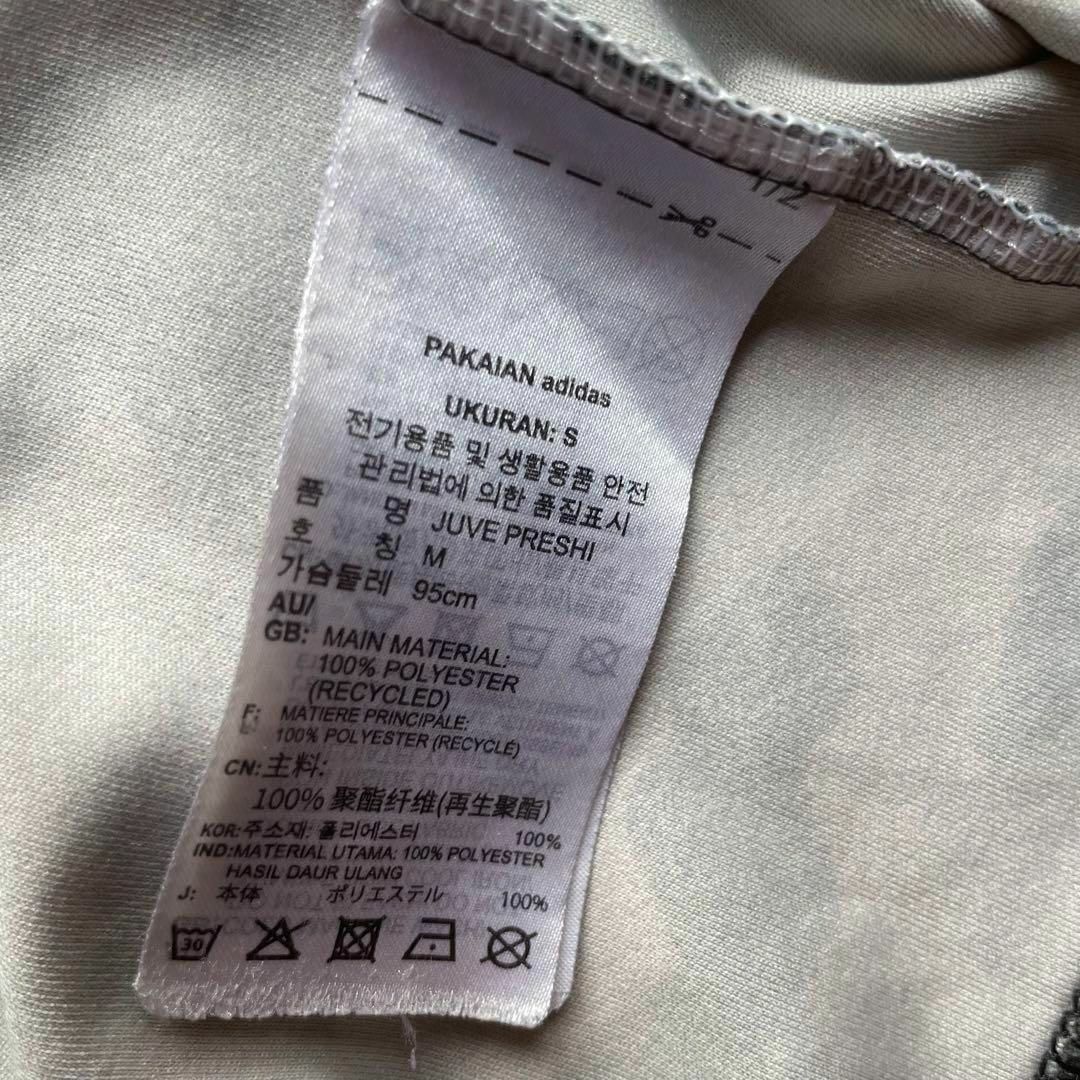 1/2
PAKAIAN adidas
UKURAN: S
전기용품 및 생활용품 안전
관리법에 의한 품질표시
품 명 JUVE PRESHI
호 칭 M
가슴둘레 95cm
AU/
GB: MAIN MATERIAL:
100% POLYESTER
(RECYCLED)
F: MATIERE PRINCIPALE:
100% POLYESTER (RECYCLÉ)
CN: 主料:
100% 聚酯纤维(再生聚酯)
KOR: 주소재: 폴리에스터 100%
IND: MATERIAL UTAMA: 100% POLYESTER
HASIL DAUR ULANG
J: 本体 ポリエステル 100%
30